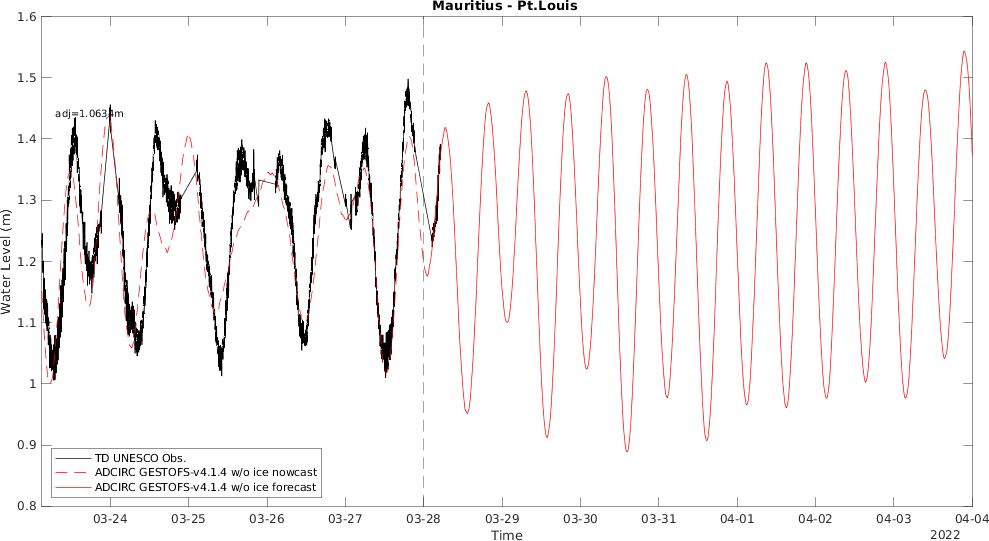 Mauritius - Pt.Louis
1.6
1.5
1.4
1.3
1.2
1.1
1
0.9
0.8
Water Level (m)
adj=1.0634m
TD UNESCO Obs.
ADCIRC GESTOFS-v4.1.4 w/o ice nowcast
ADCIRC GESTOFS-v4.1.4 w/o ice forecast
03-24 03-25 03-26 03-27 03-28 03-29 03-30 03-31 04-01 04-02 04-03 04-04
Time
2022